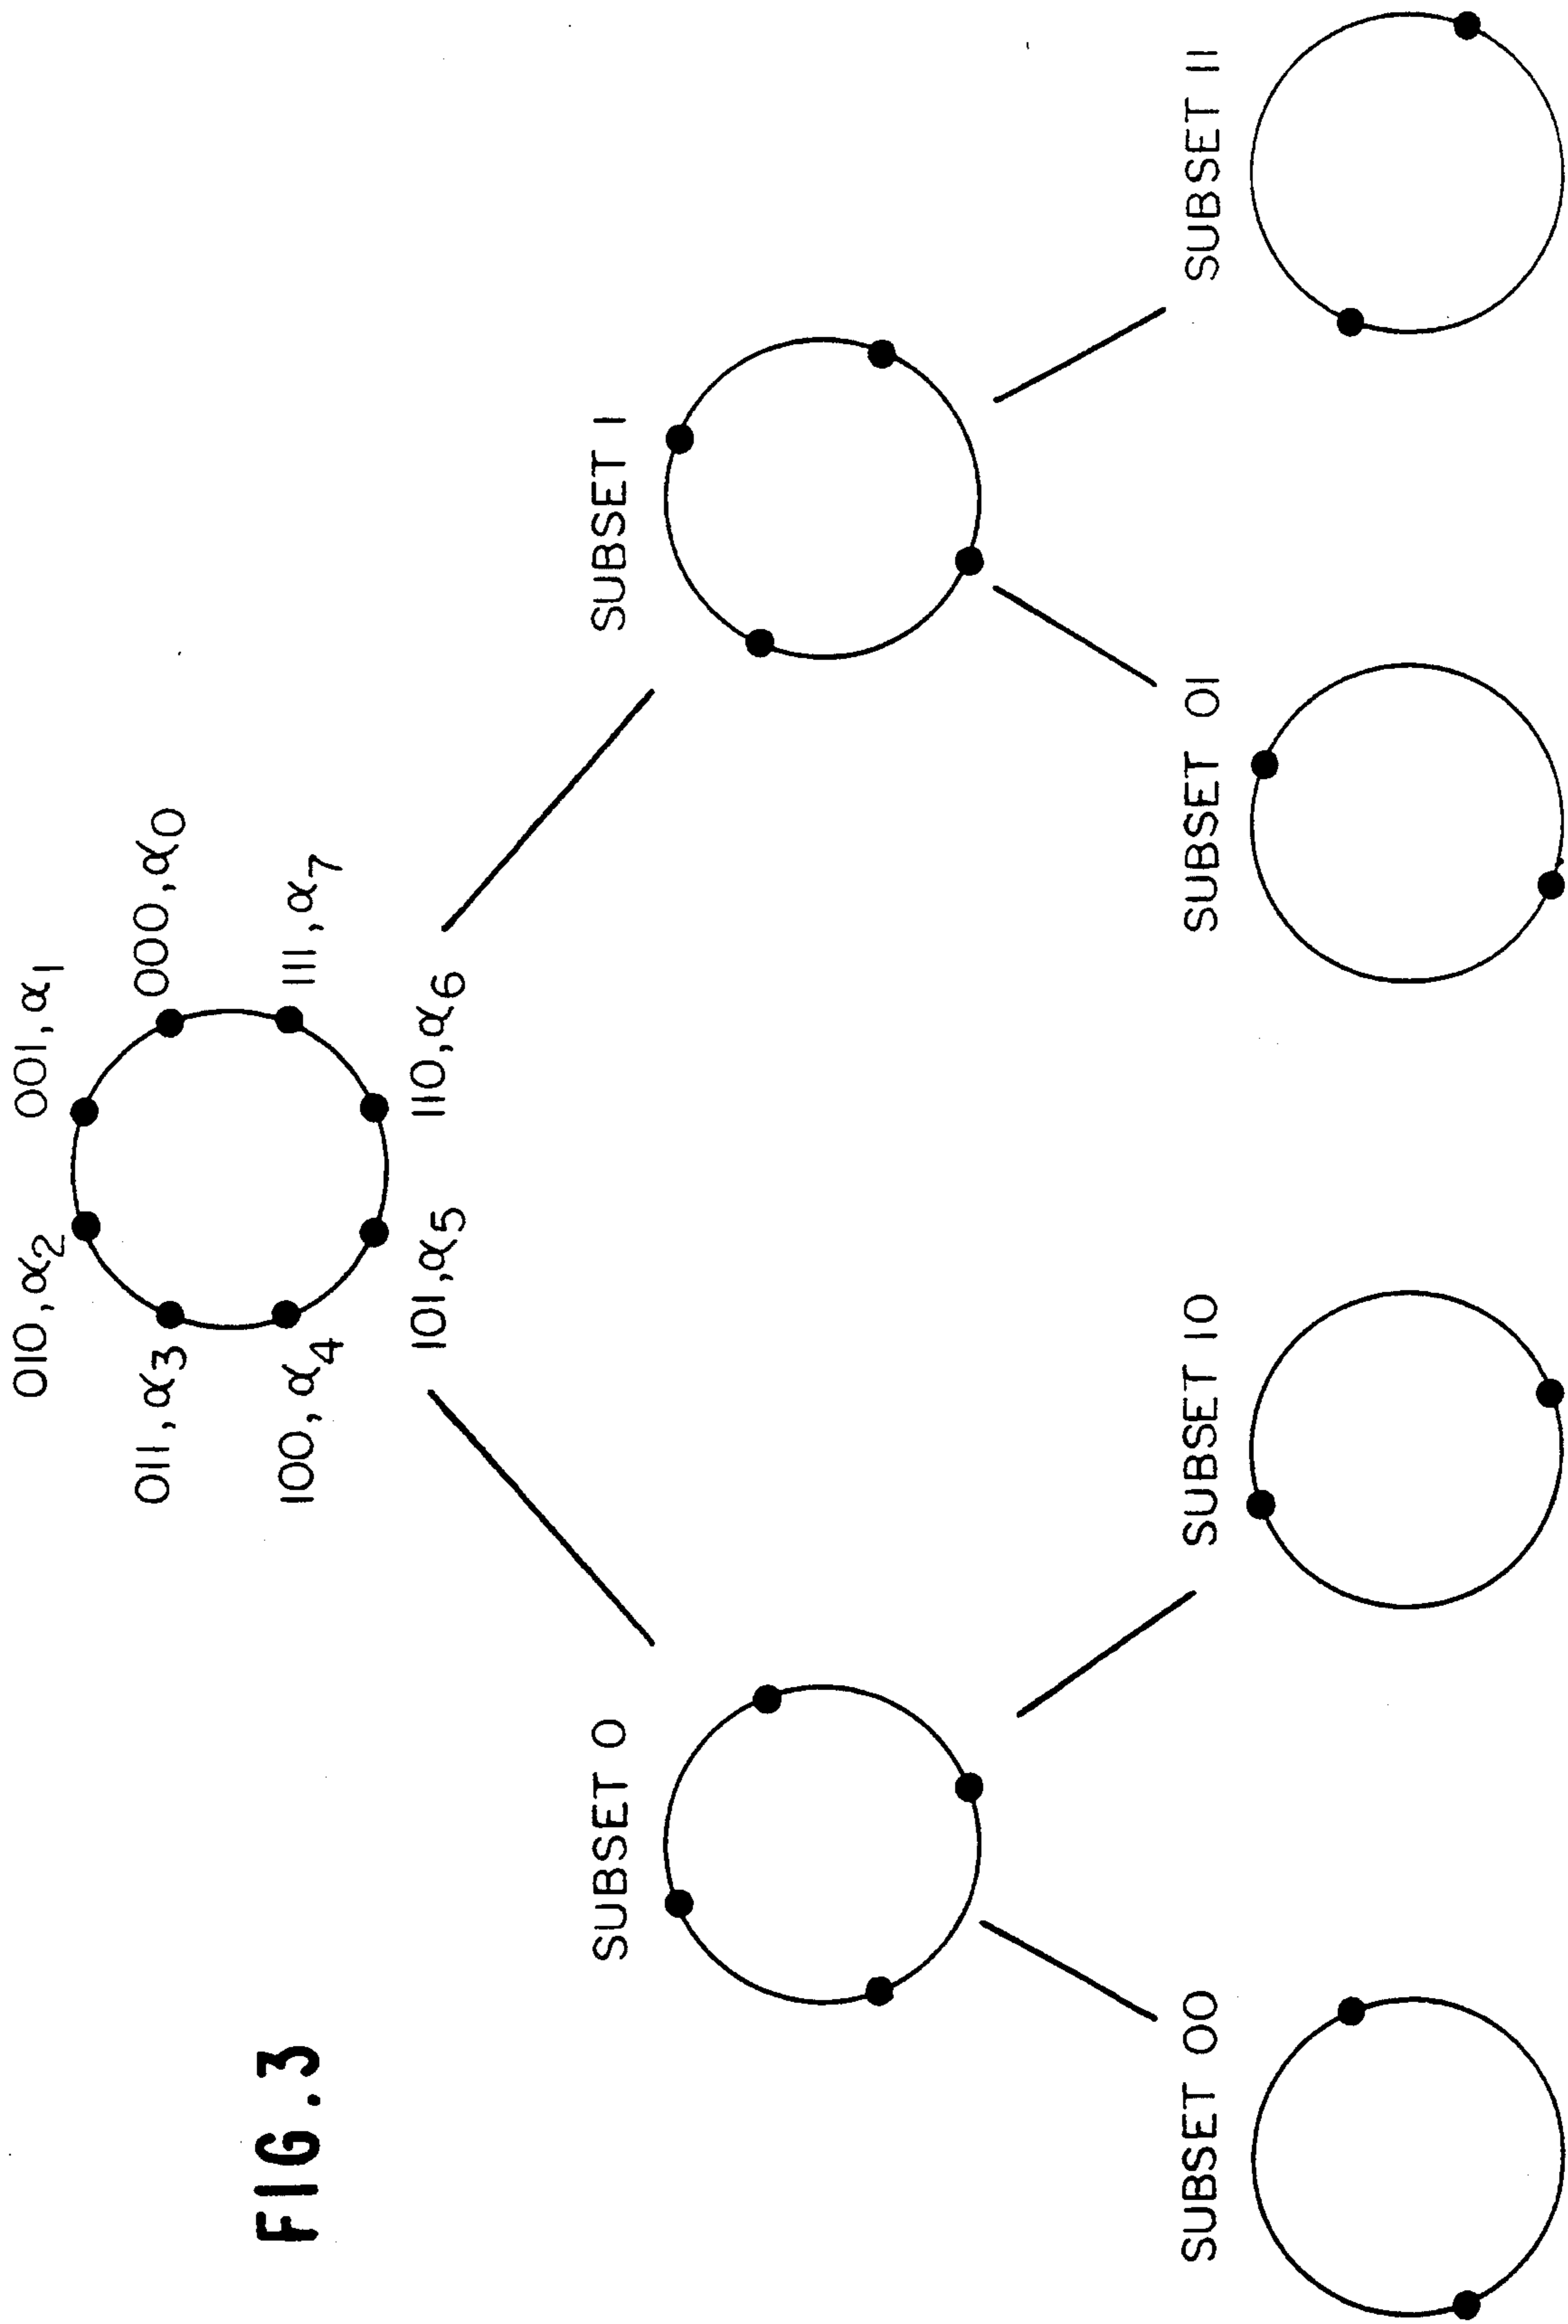 FIG.3
010,α2
001,α1
011,α3
000,α0
100,α4
111,α7
101,α5
110,α6
SUBSET 0
SUBSET 1
SUBSET 00
SUBSET 10
SUBSET 01
SUBSET 11